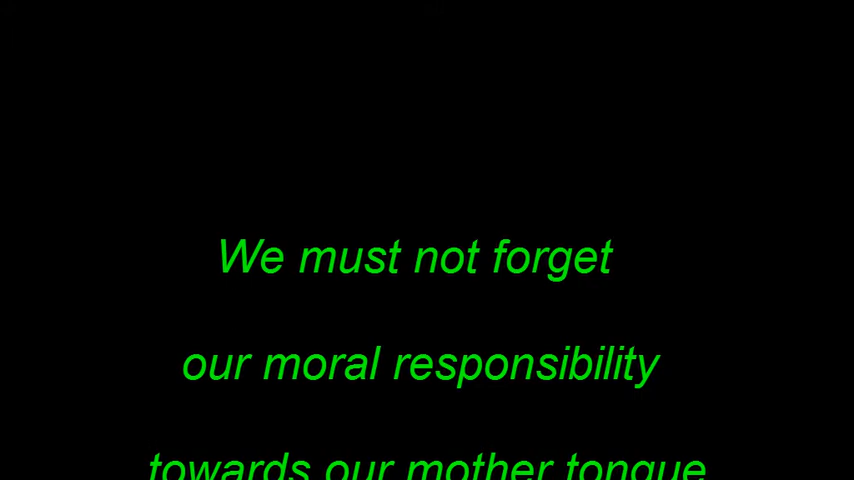 We must not forget
our moral responsibility
towards our mother tongue